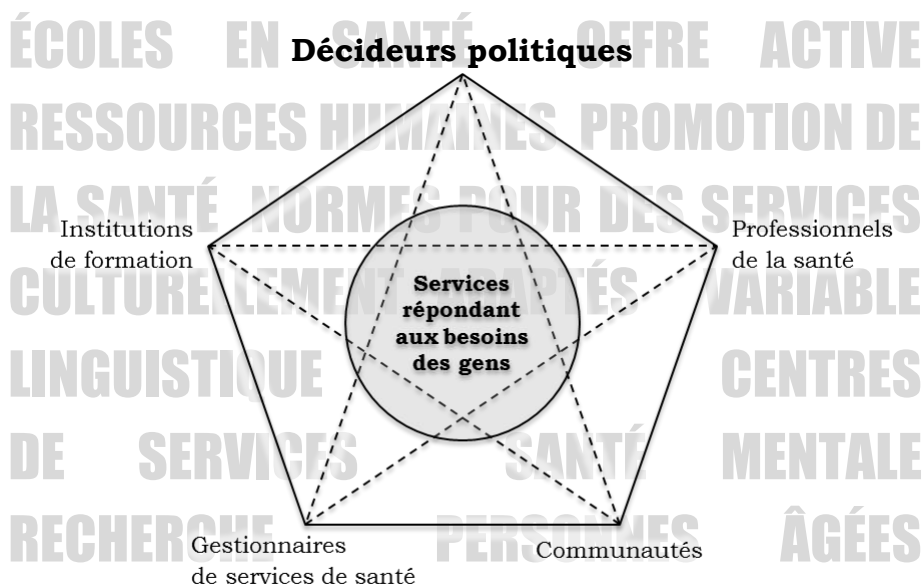 ÉCOLES EN SANTÉ OFFRE ACTIVE
Décideurs politiques
RESSOURCES HUMAINES PROMOTION DE
LA SANTÉ NORMES POUR DES SERVICES
Institutions
de formation
Professionnels
de la santé
CULTURELLEMENT ADAPTÉS VARIABLE
Services
répondant
aux besoins
des gens
LINGUISTIQUE CENTRES
DE SERVICES SANTÉ MENTALE
RECHERCHE PERSONNES ÂGÉES
Gestionnaires
de services de santé
Communautés